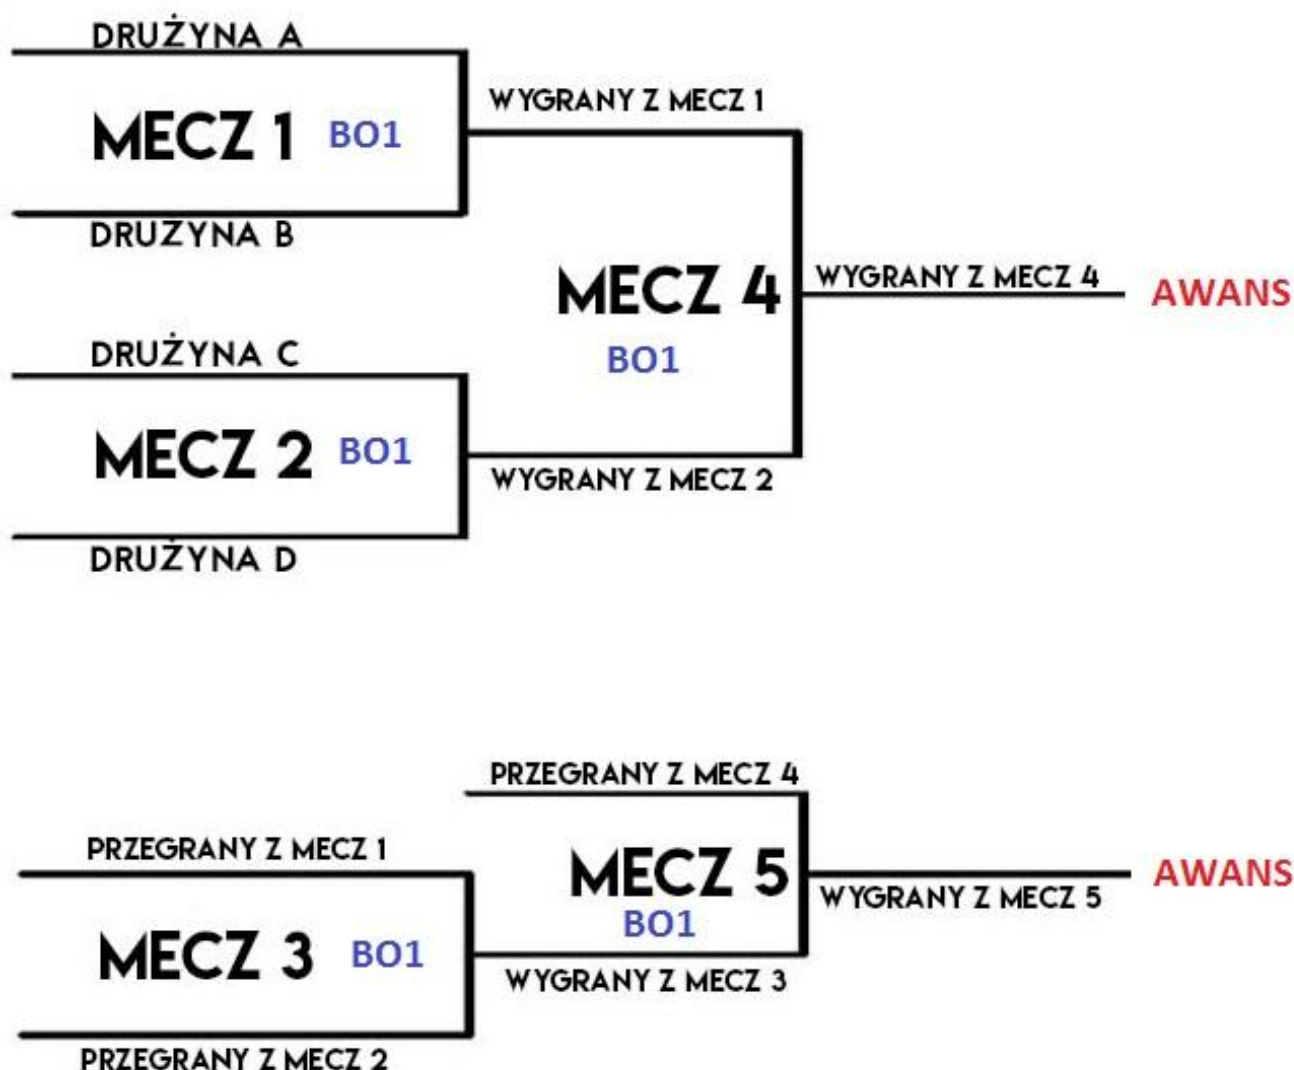 DRUŻYNA A
MECZ 1 BO1
DRUŻYNA B
WYGRANY Z MECZ 1
MECZ 4
BO1
WYGRANY Z MECZ 4 AWANS
DRUŻYNA C
MECZ 2 BO1
DRUŻYNA D
WYGRANY Z MECZ 2
PRZEGRANY Z MECZ 4
PRZEGRANY Z MECZ 1
MECZ 5
BO1
WYGRANY Z MECZ 5 AWANS
MECZ 3 BO1
WYGRANY Z MECZ 3
PRZEGRANY Z MECZ 2